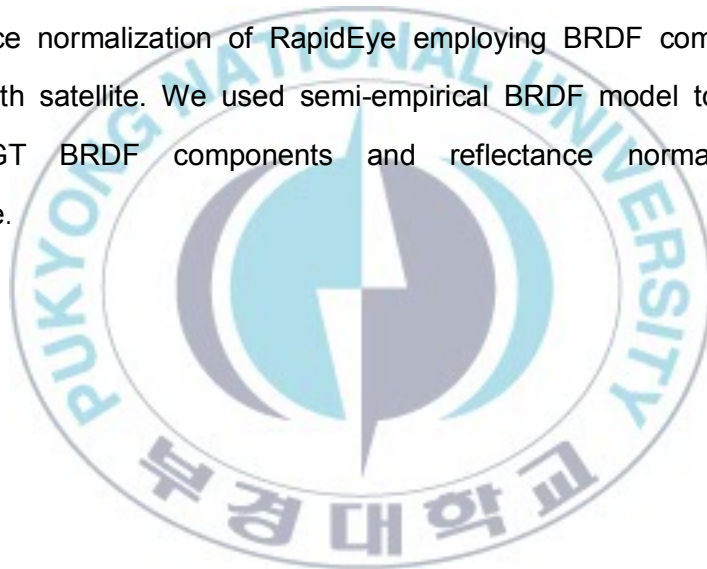 ce normalization of RapidEye employing BRDF com
th satellite. We used semi-empirical BRDF model to
GT BRDF components and reflectance norma
e.
PUKYONG NATIONAL UNIVERSITY
부경대학교